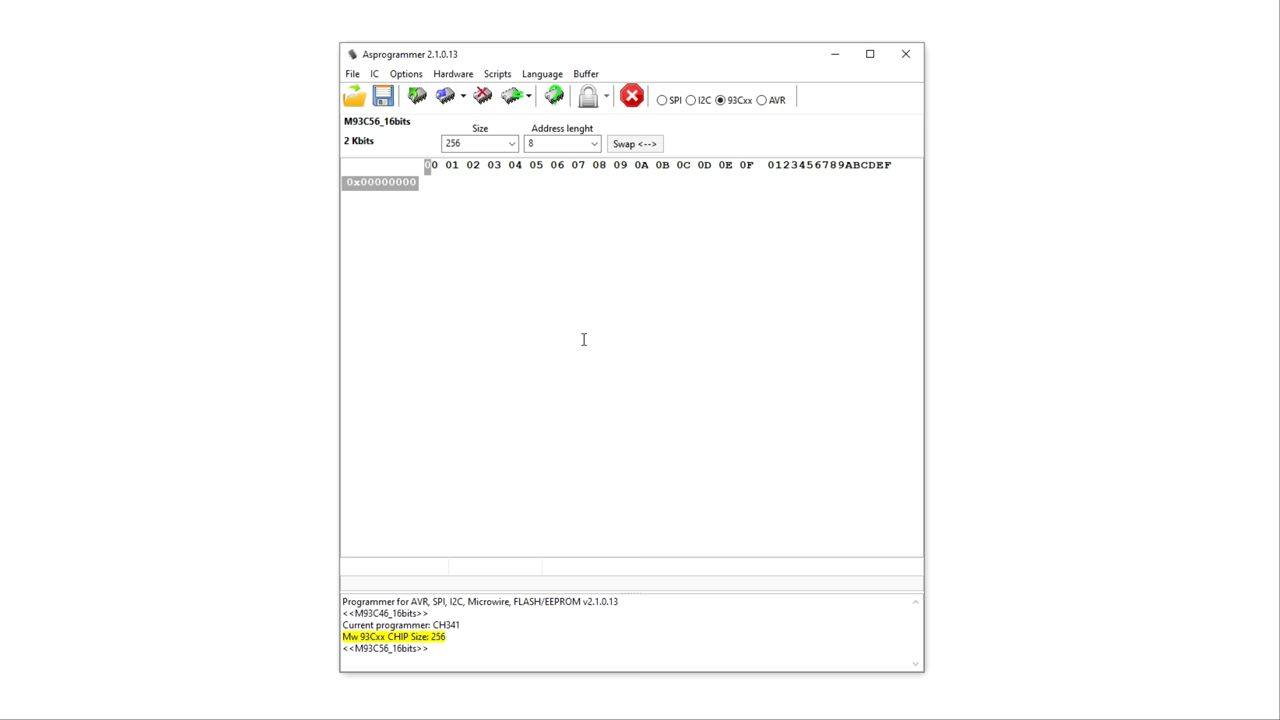 Asprogrammer 2.1.0.13
File IC Options Hardware Scripts Language Buffer
SPI I2C 93Cxx AVR
M93C56_16bits
Size Address lenght
2 Kbits 256 8 Swap <-->
00 01 02 03 04 05 06 07 08 09 0A 0B 0C 0D 0E 0F 0123456789ABCDEF
0x00000000
Programmer for AVR, SPI, I2C, Microwire, FLASH/EEPROM v2.1.0.13
<<M93C46_16bits>>
Current programmer: CH341
Mw 93Cxx CHIP Size: 256
<<M93C56_16bits>>